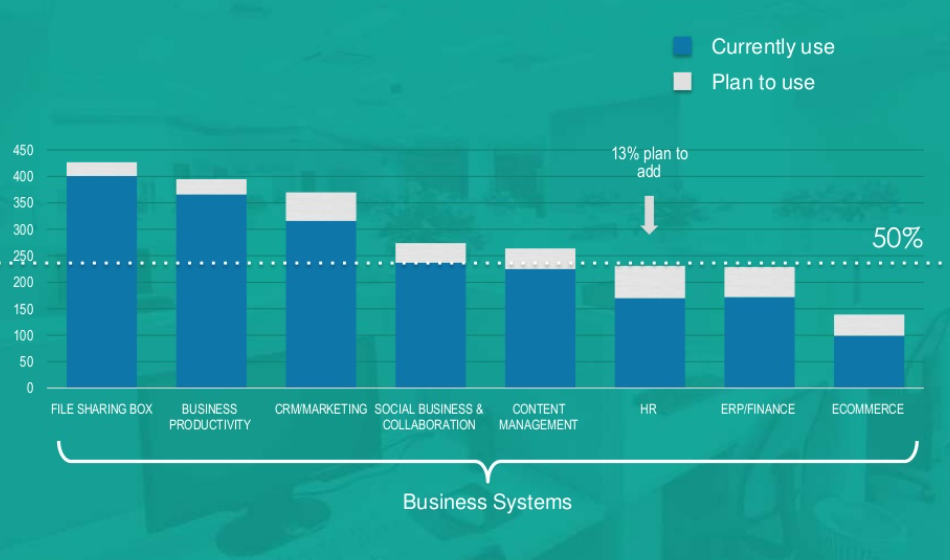 Currently use
Plan to use
13% plan to
add
50%
450
400
350
300
250
200
150
100
50
0
FILE SHARING BOX
BUSINESS
PRODUCTIVITY
CRM/MARKETING
SOCIAL BUSINESS &
COLLABORATION
CONTENT
MANAGEMENT
HR
ERP/FINANCE
ECOMMERCE
Business Systems